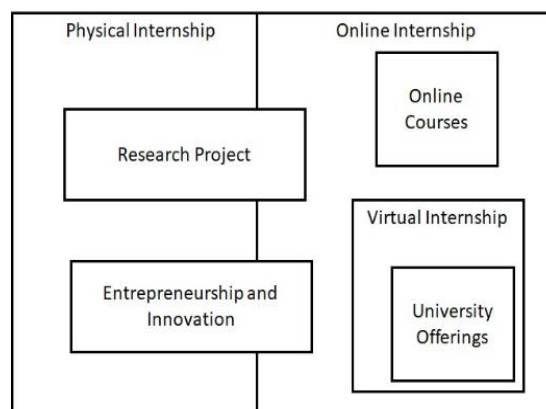 Physical Internship
Online Internship
Online
Courses
Research Project
Virtual Internship
Entrepreneurship and
Innovation
University
Offerings